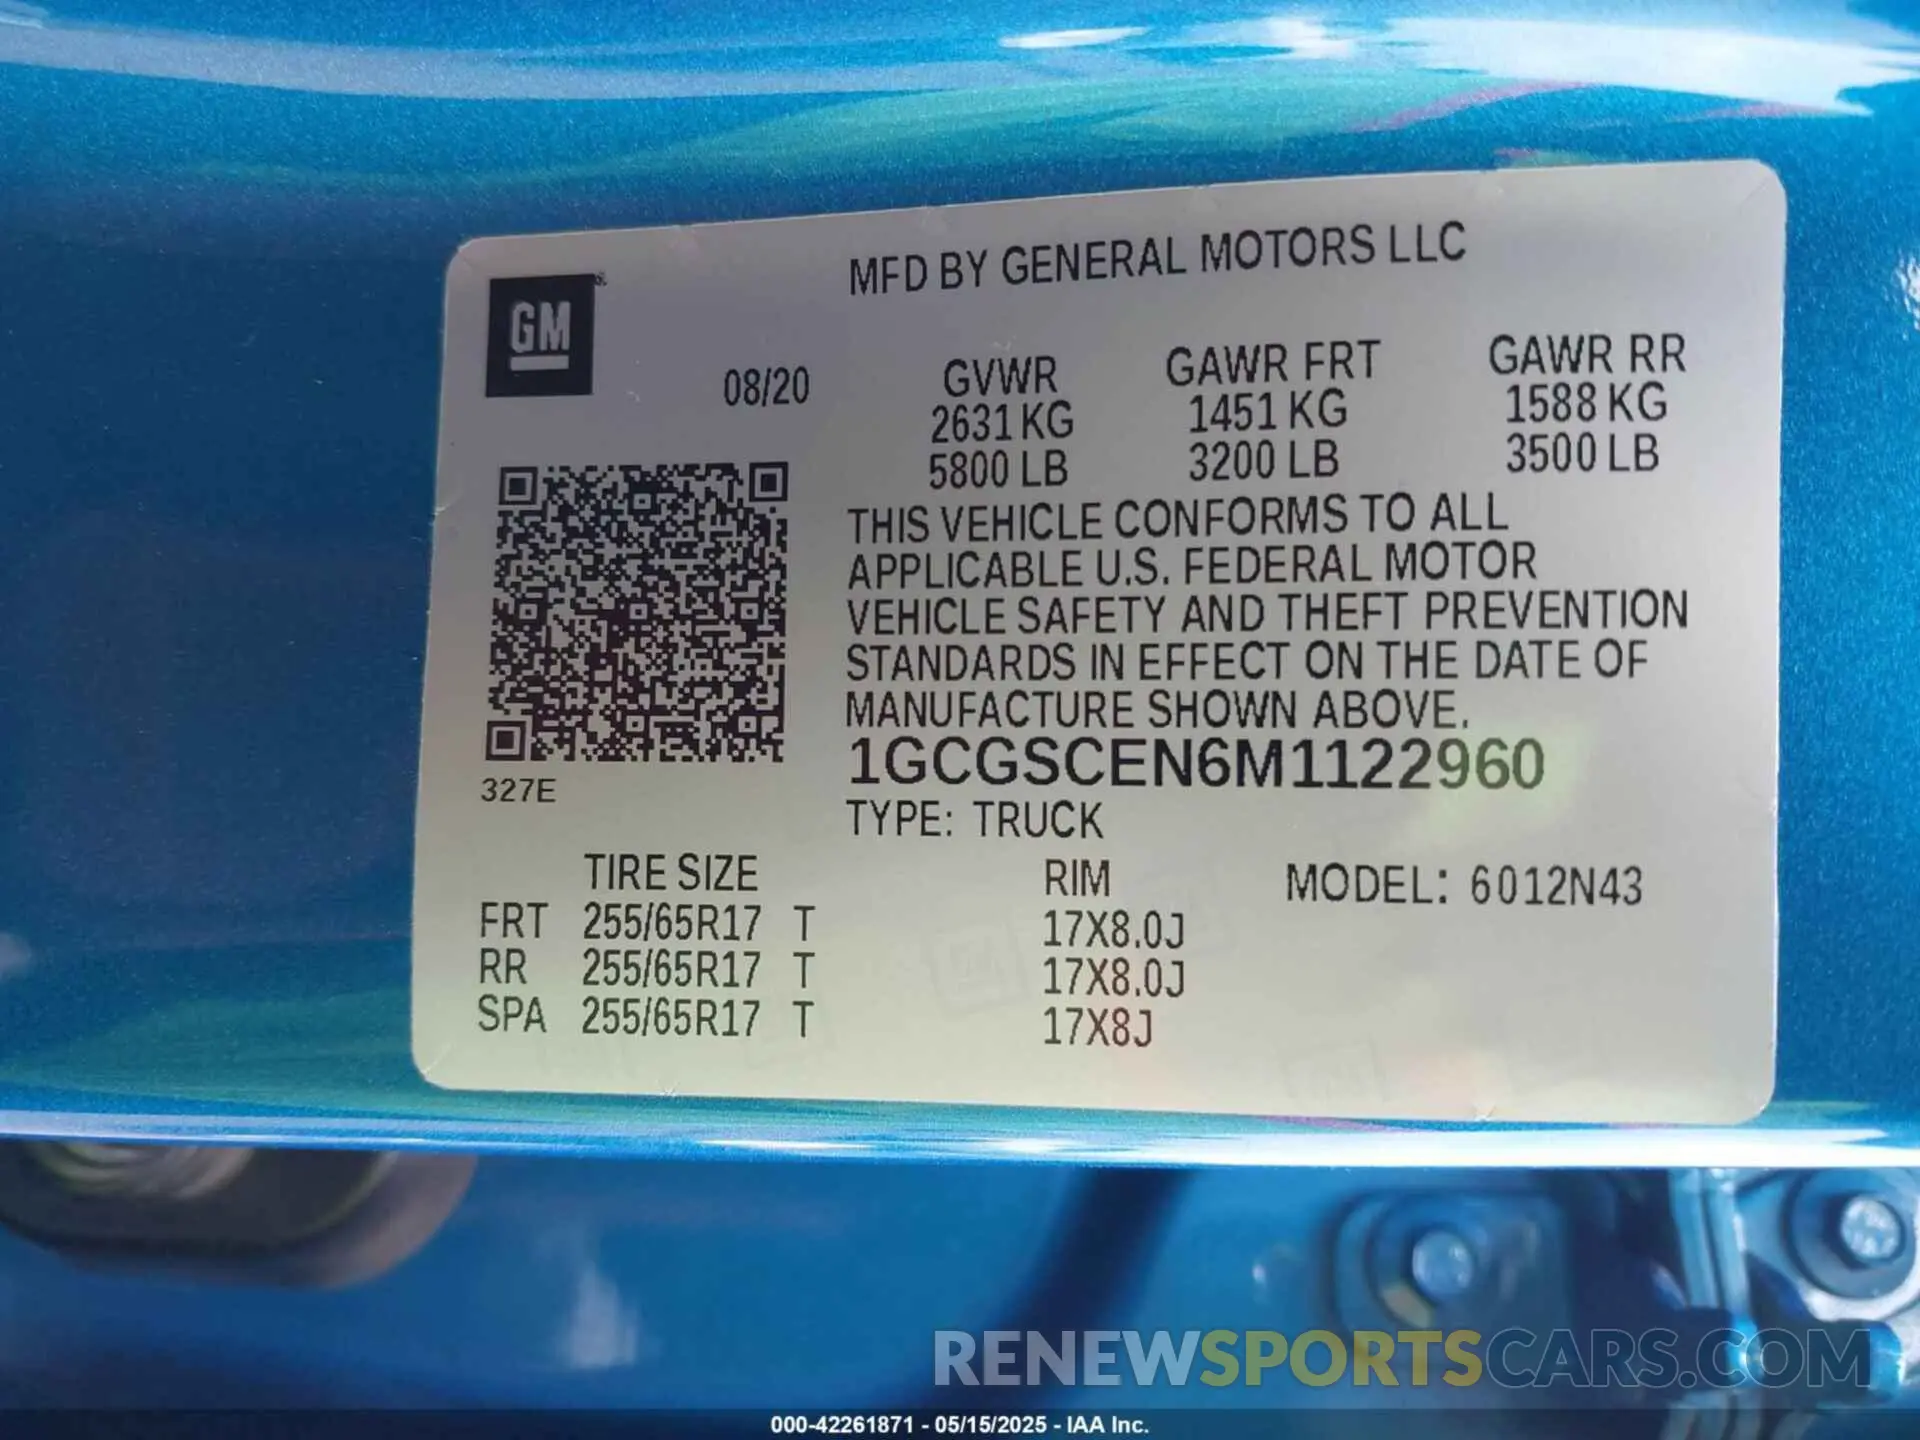 MFD BY GENERAL MOTORS LLC
GM
08/20
GVWR GAWR FRT GAWR RR
2631 KG 1451 KG 1588 KG
5800 LB 3200 LB 3500 LB
THIS VEHICLE CONFORMS TO ALL
APPLICABLE U.S. FEDERAL MOTOR
VEHICLE SAFETY AND THEFT PREVENTION
STANDARDS IN EFFECT ON THE DATE OF
MANUFACTURE SHOWN ABOVE.
1GCGSCEN6M1122960
327E
TYPE: TRUCK
TIRE SIZE RIM MODEL: 6012N43
FRT 255/65R17 T 17X8.0J
RR 255/65R17 T 17X8.0J
SPA 255/65R17 T 17X8J
RENEWSPORTSCARS.COM
000-42261871 - 05/15/2025 - IAA Inc.